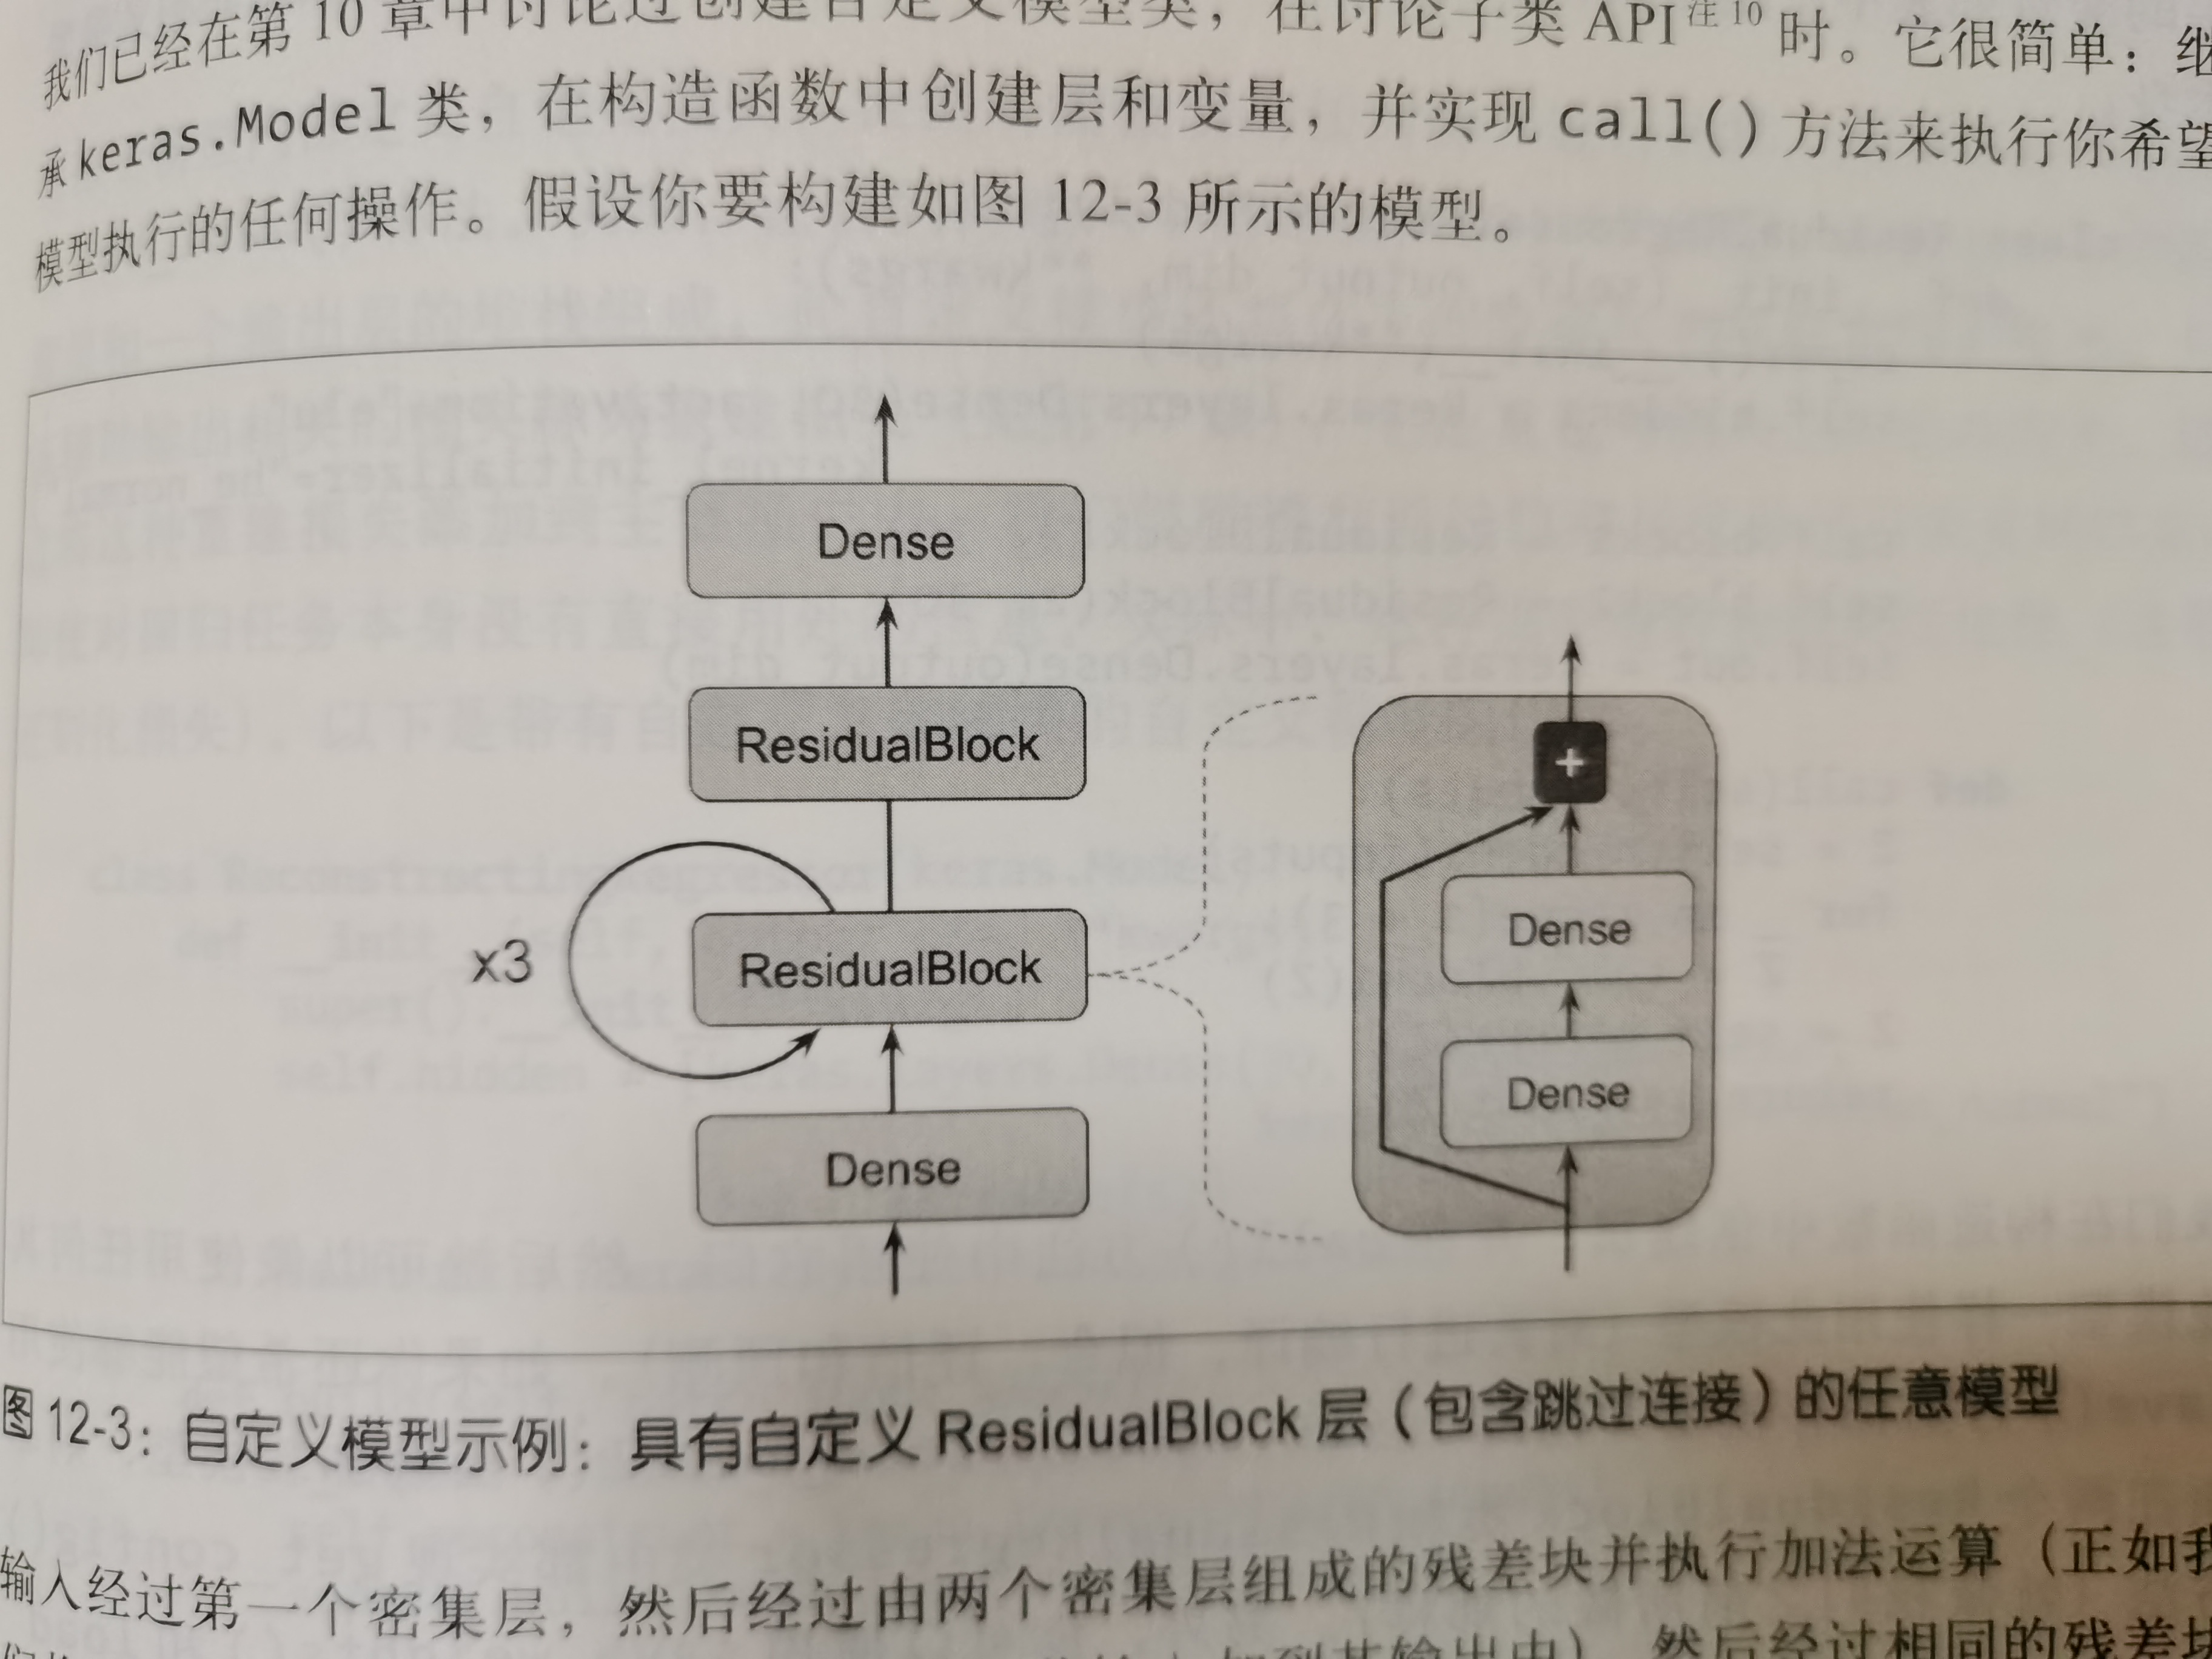 我们已经在第 10 章中讨论过创建自定义模型类，在讨论子类 API 注 10 时。它很简单：继
承 keras.Model 类，在构造函数中创建层和变量，并实现 call() 方法来执行你希望
模型执行的任何操作。假设你要构建如图 12-3 所示的模型。
Dense
ResidualBlock
x3
ResidualBlock
Dense
+
Dense
Dense
图 12-3：自定义模型示例：具有自定义 ResidualBlock 层（包含跳过连接）的任意模型
输入经过第一个密集层，然后经过由两个密集层组成的残差块并执行加法运算（正如我
加到其输出中），然后经过相同的残差块